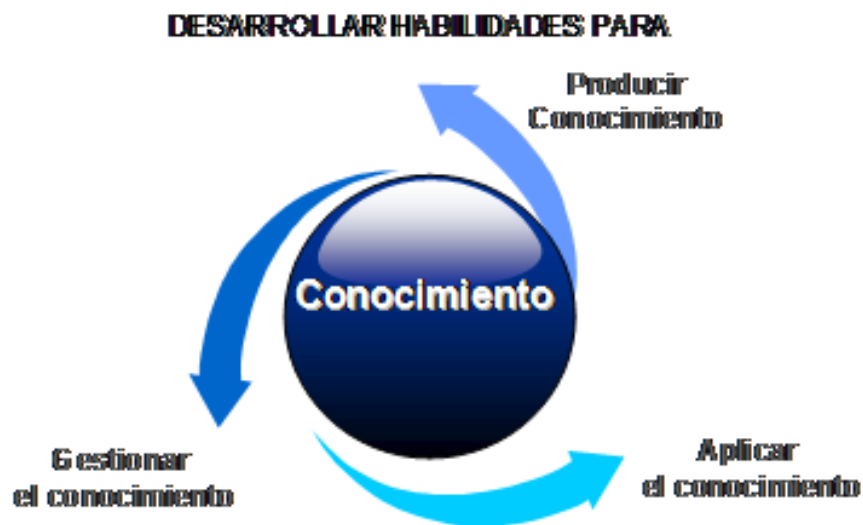 DESARROLLAR HABILIDADES PARA
Producir
Conocimiento
Conocimiento
Gestionar
el conocimiento
Aplicar
el conocimiento